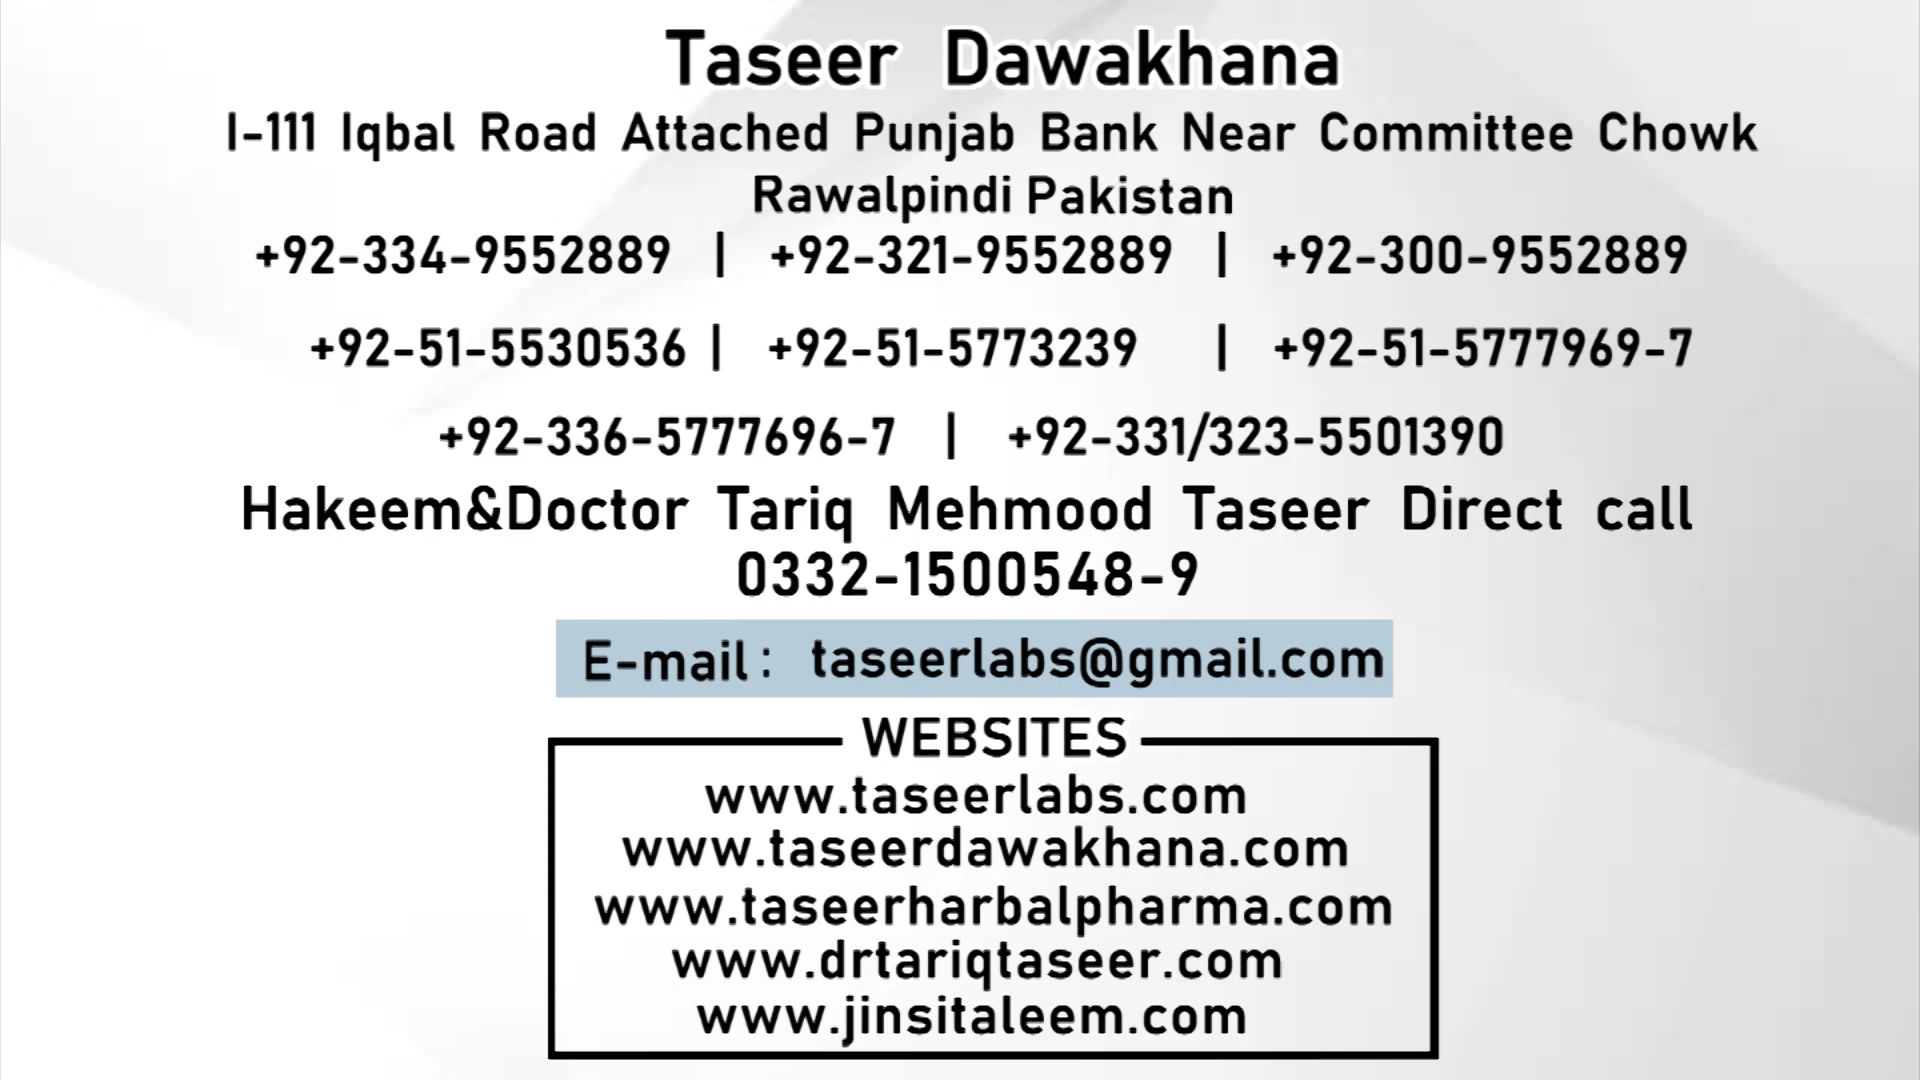 Taseer Dawakhana
I-111 Iqbal Road Attached Punjab Bank Near Committee Chowk
Rawalpindi Pakistan
+92-334-9552889 | +92-321-9552889 | +92-300-9552889
+92-51-5530536 | +92-51-5773239 | +92-51-5777969-7
+92-336-5777696-7 | +92-331/323-5501390
Hakeem&Doctor Tariq Mehmood Taseer Direct call
0332-1500548-9
E-mail: taseerlabs@gmail.com
WEBSITES
www.taseerlabs.com
www.taseerdawakhana.com
www.taseerharbalpharma.com
www.drtariqtaseer.com
www.jinsitaleem.com